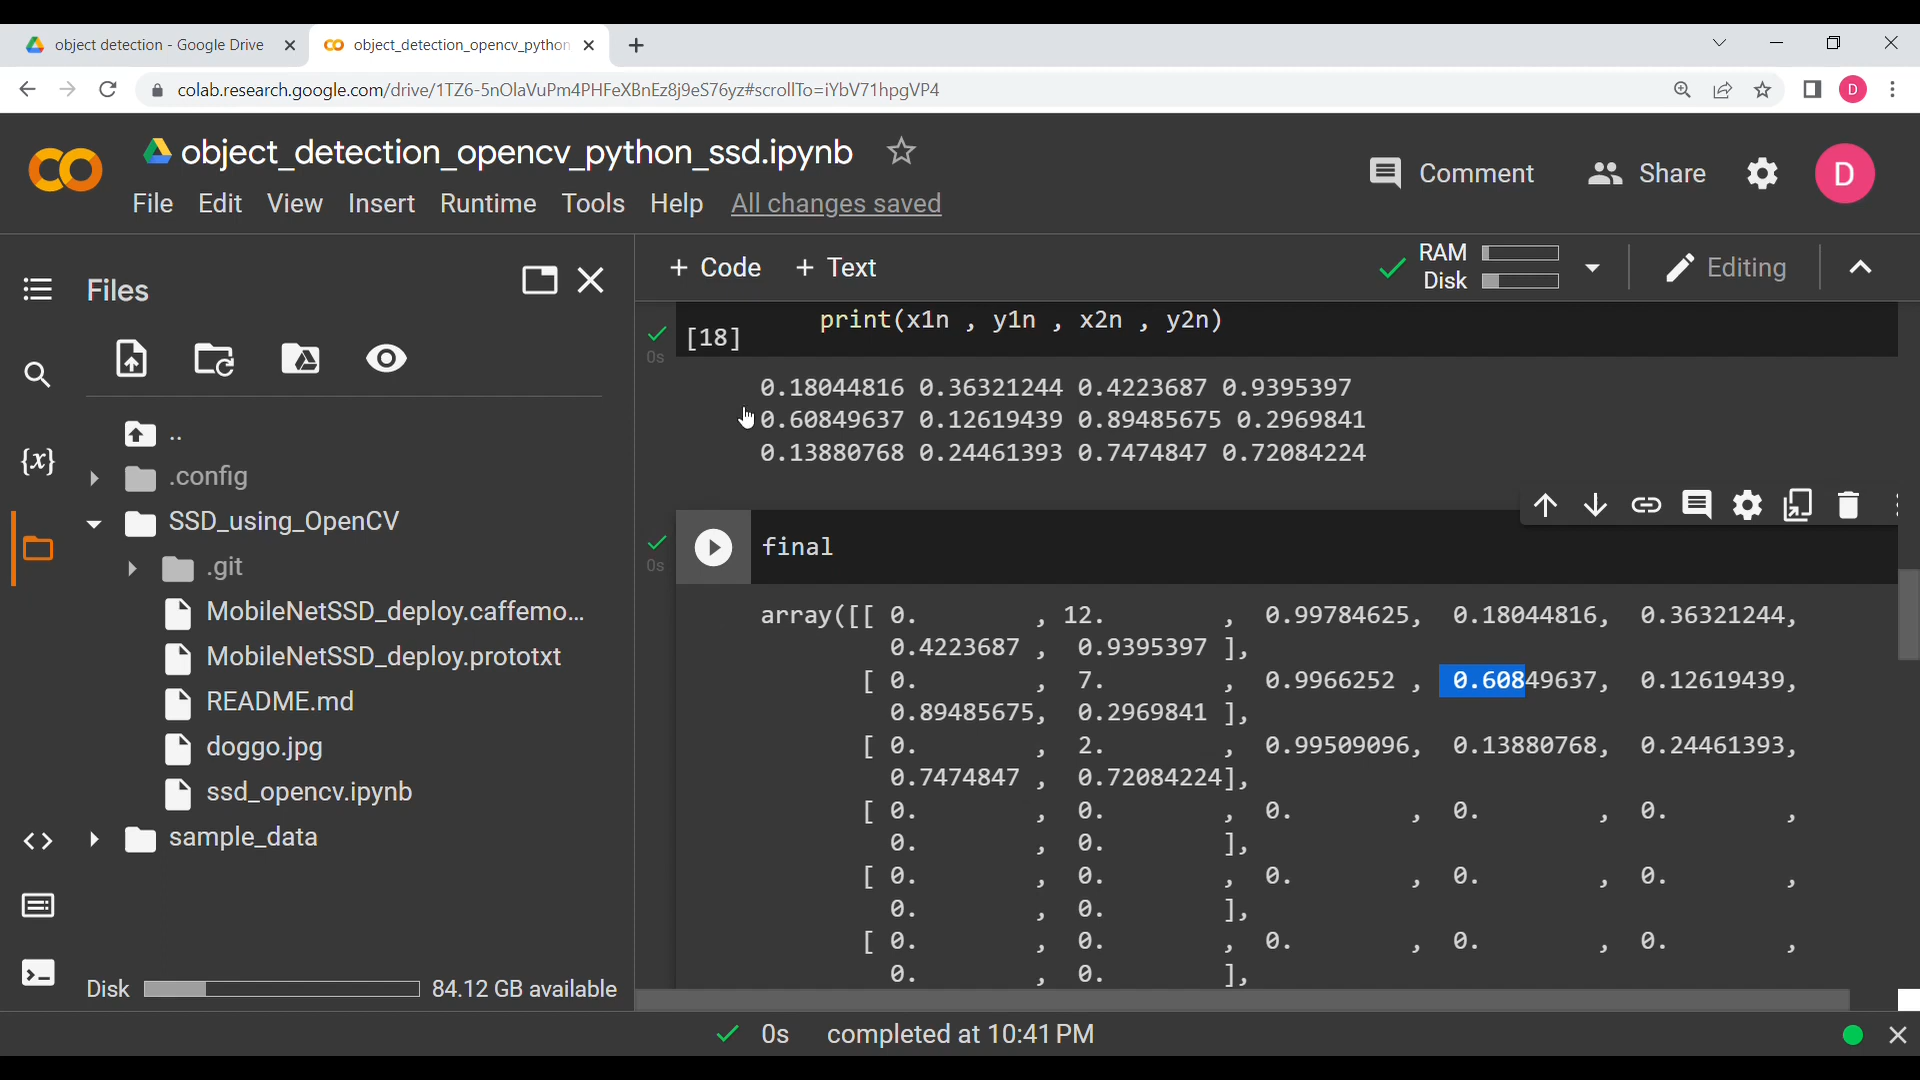 object detection - Google Drive
object_detection_opencv_python
colab.research.google.com/drive/1TZ6-5nOlaVuPm4PHFeXBnEz8j9eS76yz#scrollTo=iYbV71hpgVP4
D
object_detection_opencv_python_ssd.ipynb
Comment
Share
D
File Edit View Insert Runtime Tools Help All changes saved
Files
+ Code + Text
RAM
Disk
Editing
..
.config
SSD_using_OpenCV
.git
MobileNetSSD_deploy.caffemo...
MobileNetSSD_deploy.prototxt
README.md
doggo.jpg
ssd_opencv.ipynb
sample_data
{x}
Disk 84.12 GB available
[18] print(x1n , y1n , x2n , y2n)
0s
0.18044816 0.36321244 0.4223687 0.9395397
0.60849637 0.12619439 0.89485675 0.2969841
0.13880768 0.24461393 0.7474847 0.72084224
final
0s
array([[ 0. , 12. , 0.99784625, 0.18044816, 0.36321244,
0.4223687 , 0.9395397 ],
[ 0. , 7. , 0.9966252 , 0.60849637, 0.12619439,
0.89485675, 0.2969841 ],
[ 0. , 2. , 0.99509096, 0.13880768, 0.24461393,
0.7474847 , 0.72084224],
[ 0. , 0. , 0. , 0. , 0. ,
0. , 0. ],
[ 0. , 0. , 0. , 0. , 0. ,
0. , 0. ],
[ 0. , 0. , 0. , 0. , 0. ,
0. , 0. ],
0s completed at 10:41 PM